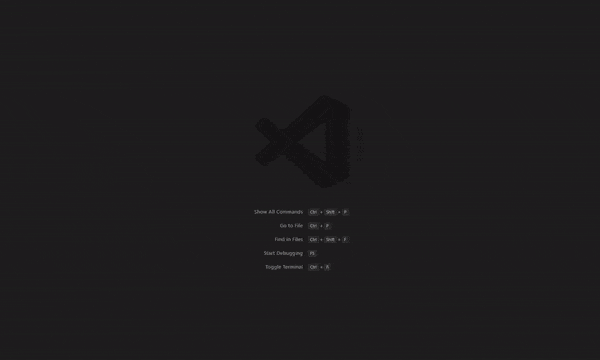 Show All Commands Ctrl + Shift + P
Go to File Ctrl + P
Find in Files Ctrl + Shift + F
Start Debugging F5
Toggle Terminal Ctrl +